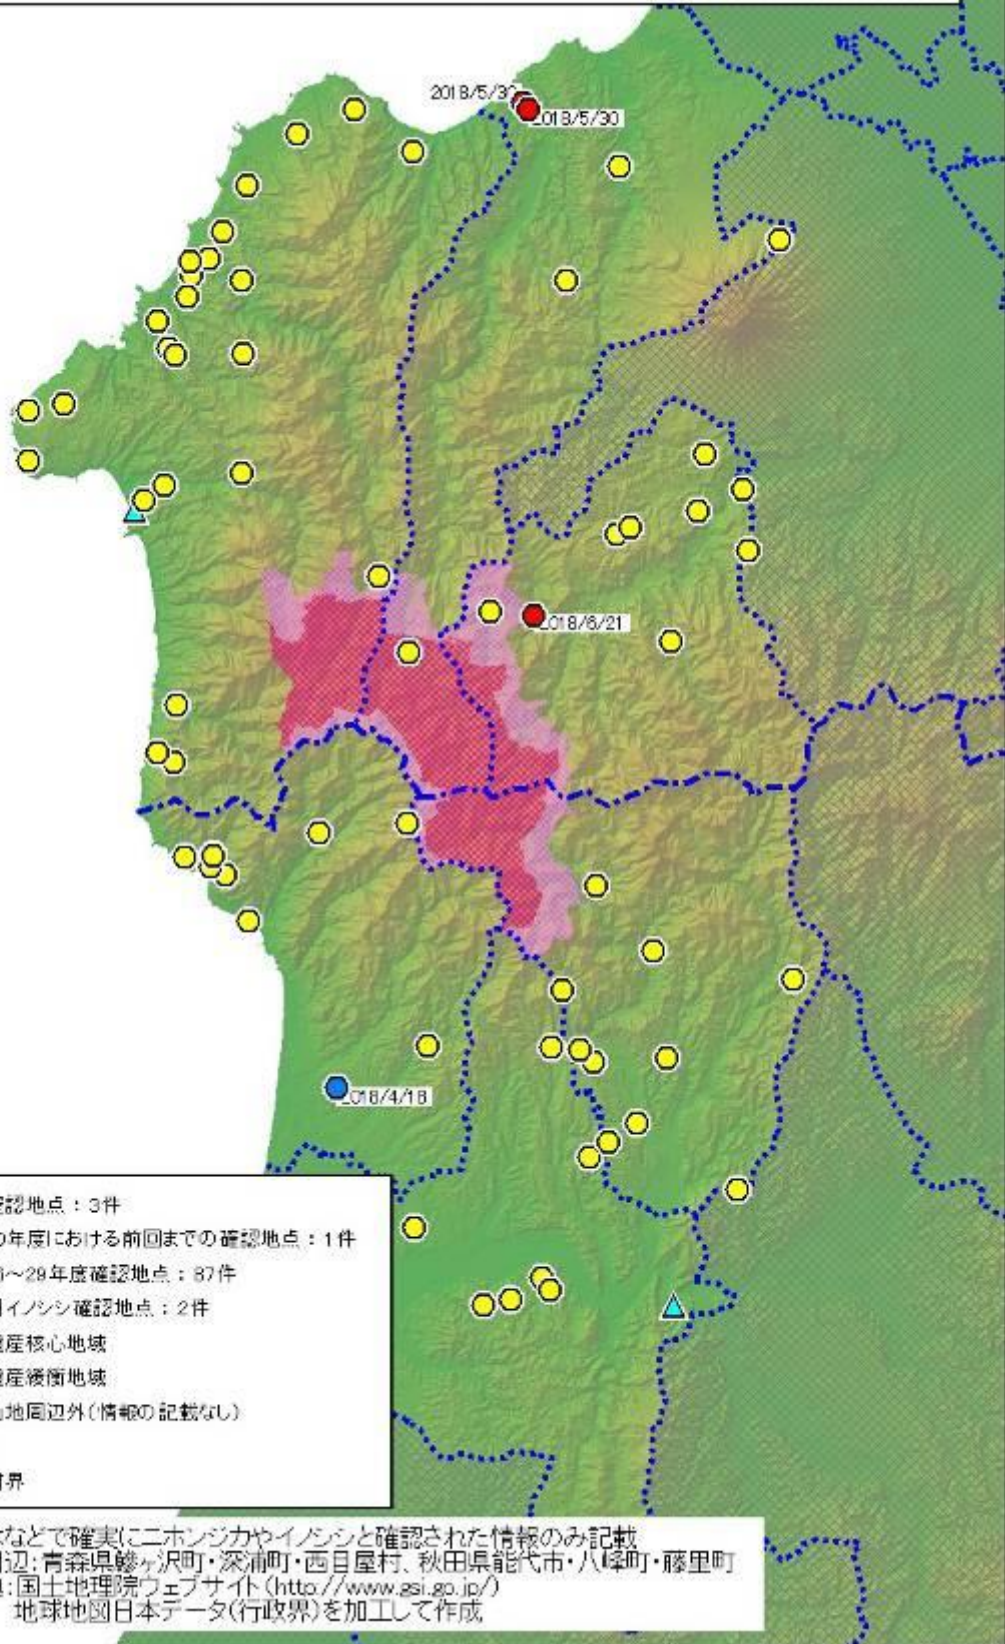 2018/5/30
2018/5/30
2018/6/21
2018/4/18
認地点：3件
年度における前回までの確認地点：1件
～29年度確認地点：87件
イノシシ確認地点：2件
産核心地域
産緩衝地域
地周辺外（情報の記載なし）
界
などで確実にニホンジカやイノシシと確認された情報のみ記載
辺：青森県鰺ヶ沢町・深浦町・西目屋村、秋田県能代市・八峰町・藤里町
：国土地理院ウェブサイト（http://www.gsi.go.jp/）
地球地図日本データ（行政界）を加工して作成